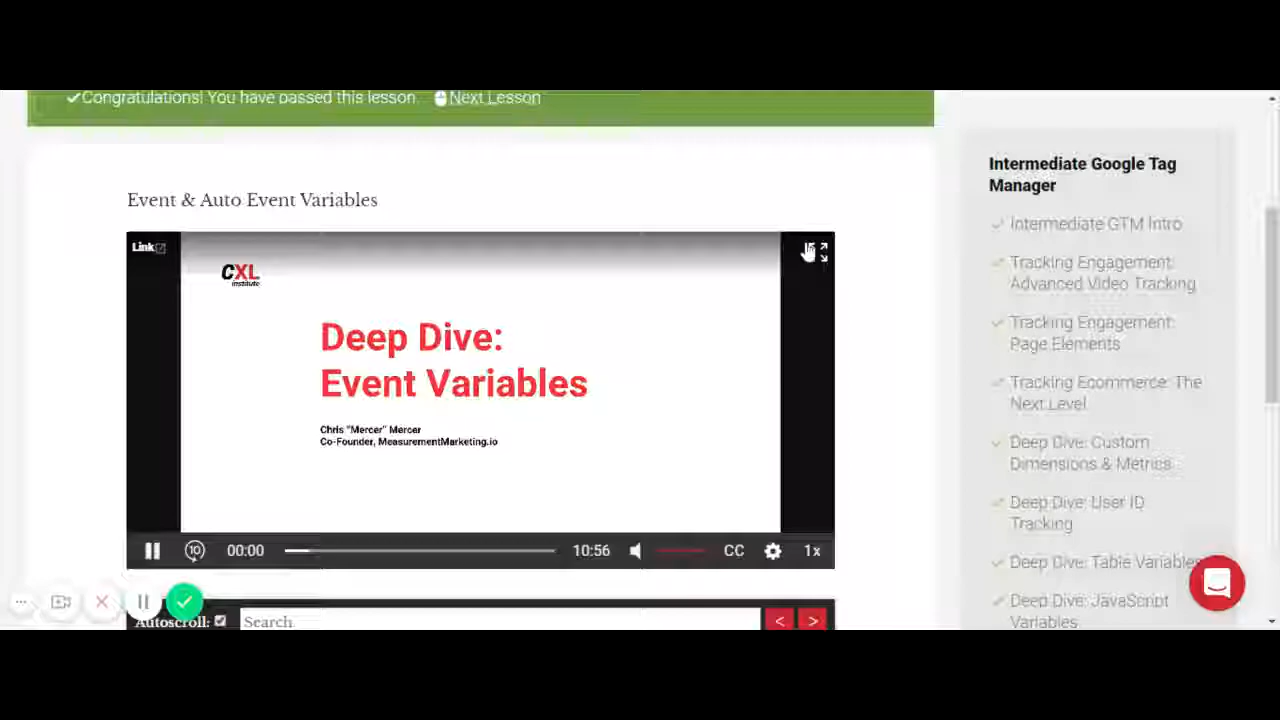 Congratulations! You have passed this lesson. Next Lesson
Event & Auto Event Variables
Link
CXL
institute
Deep Dive:
Event Variables
Chris "Mercer" Mercer
Co-Founder, MeasurementMarketing.io
10 00:00 10:56 CC 1x
Autoscroll: Search < >
Intermediate Google Tag
Manager
Intermediate GTM Intro
Tracking Engagement:
Advanced Video Tracking
Tracking Engagement:
Page Elements
Tracking Ecommerce: The
Next Level
Deep Dive: Custom
Dimensions & Metrics
Deep Dive: User ID
Tracking
Deep Dive: Table Variables
Deep Dive: JavaScript
Variables